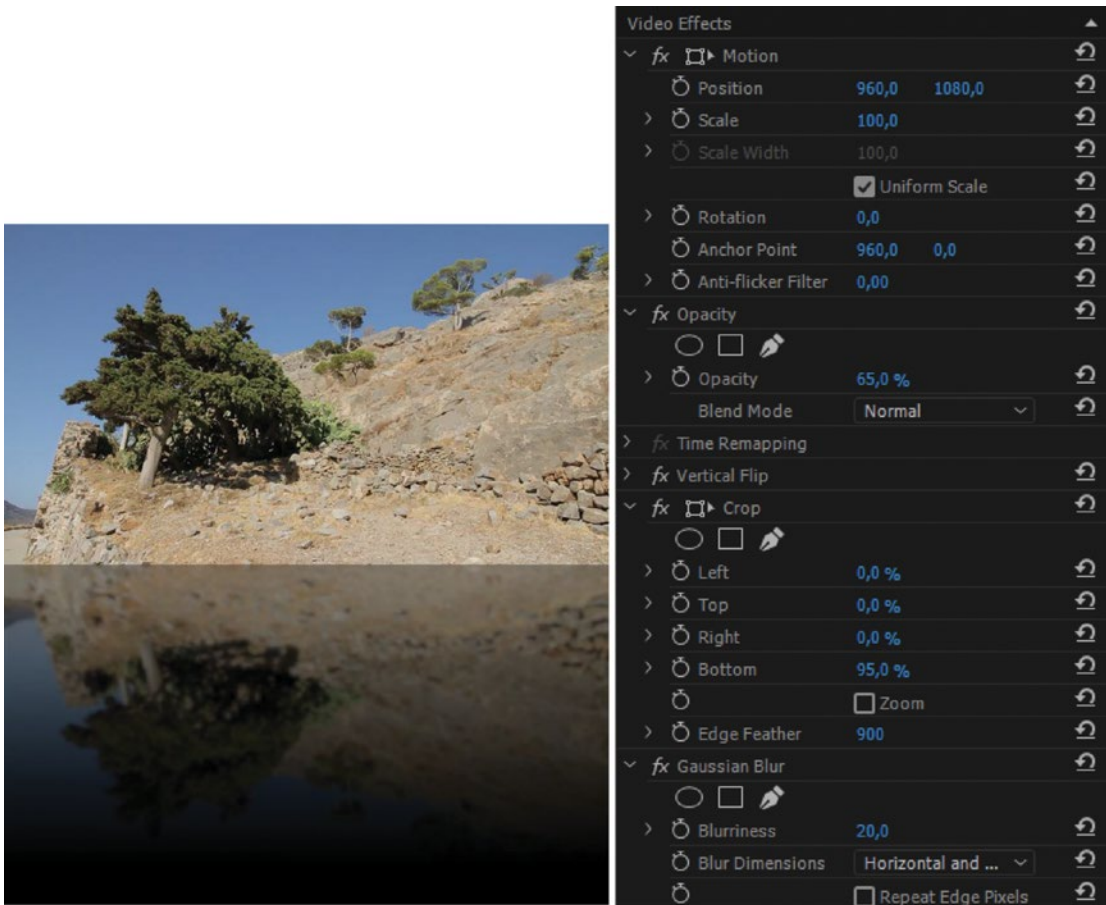 Video Effects
fx Motion
Position 960,0 1080,0
Scale 100,0
Scale Width 100,0
Uniform Scale
Rotation 0,0
Anchor Point 960,0 0,0
Anti-flicker Filter 0,00
fx Opacity
Opacity 65,0 %
Blend Mode Normal
fx Time Remapping
fx Vertical Flip
fx Crop
Left 0,0 %
Top 0,0 %
Right 0,0 %
Bottom 95,0 %
Zoom
Edge Feather 900
fx Gaussian Blur
Blurriness 20,0
Blur Dimensions Horizontal and ...
Repeat Edge Pixels